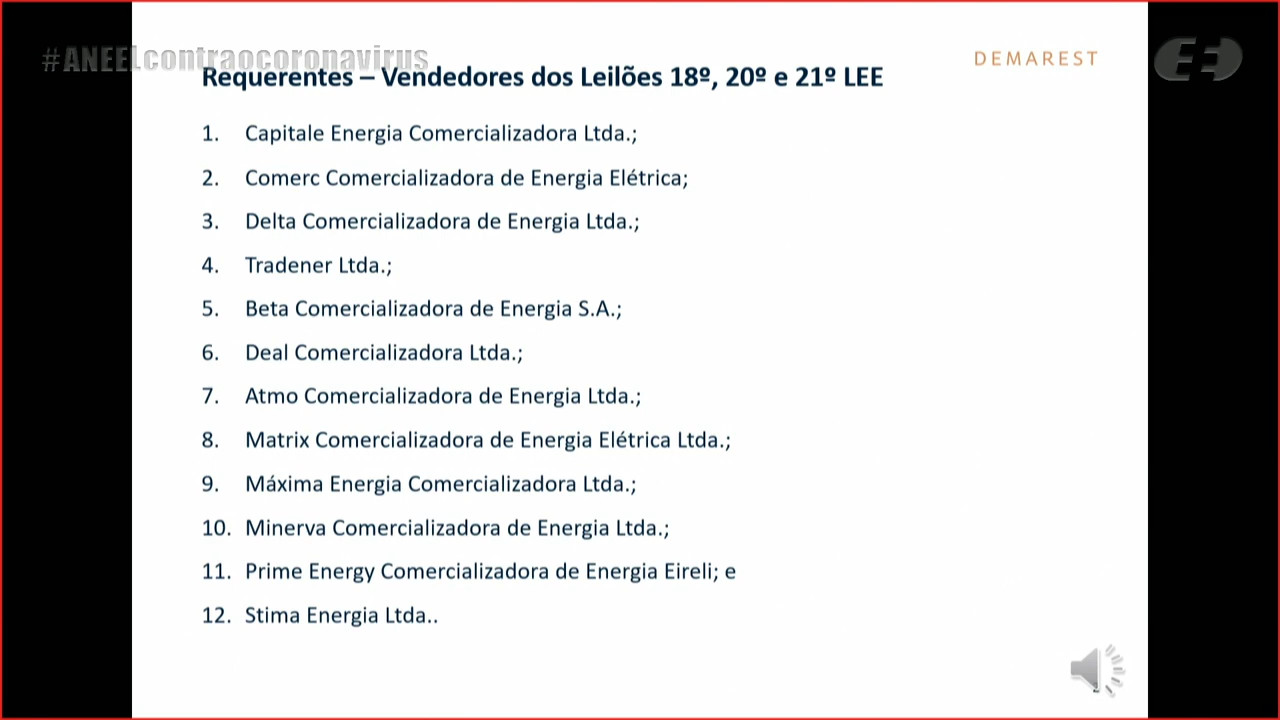 #ANEELcontraocoronavirus
DEMAREST
Requerentes – Vendedores dos Leilões 18º, 20º e 21º LEE
1. Capitale Energia Comercializadora Ltda.;
2. Comerc Comercializadora de Energia Elétrica;
3. Delta Comercializadora de Energia Ltda.;
4. Tradener Ltda.;
5. Beta Comercializadora de Energia S.A.;
6. Deal Comercializadora Ltda.;
7. Atmo Comercializadora de Energia Ltda.;
8. Matrix Comercializadora de Energia Elétrica Ltda.;
9. Máxima Energia Comercializadora Ltda.;
10. Minerva Comercializadora de Energia Ltda.;
11. Prime Energy Comercializadora de Energia Eireli; e
12. Stima Energia Ltda..